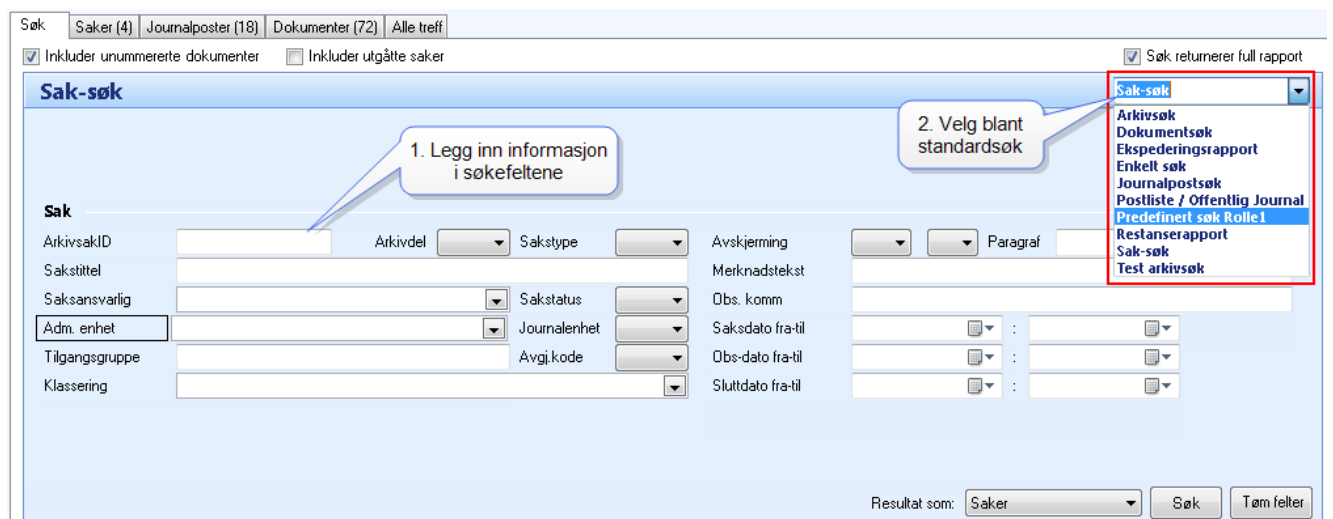 Søk Saker (4) Journalposter (18) Dokumenter (72) Alle treff
Inkluder unummererte dokumenter Inkluder utgåtte saker Søk returnerer full rapport
Sak-søk Sak-søk
1. Legg inn informasjon
i søkefeltene
2. Velg blant
standardsøk
Arkivsøk
Dokumentsøk
Ekspederingsrapport
Enkelt søk
Journalpostsøk
Postliste / Offentlig Journal
Predefinert søk Rolle1
Restanserapport
Sak-søk
Test arkivsøk
Sak
ArkivsakID Arkivdel Sakstype Avskjerming Paragraf
Sakstittel Merknadstekst
Saksansvarlig Sakstatus Obs. komm
Adm. enhet Journalenhet Saksdato fra-til :
Tilgangsgruppe Avgj.kode Obs-dato fra-til :
Klassering Sluttdato fra-til :
Resultat som: Saker Søk Tøm felter